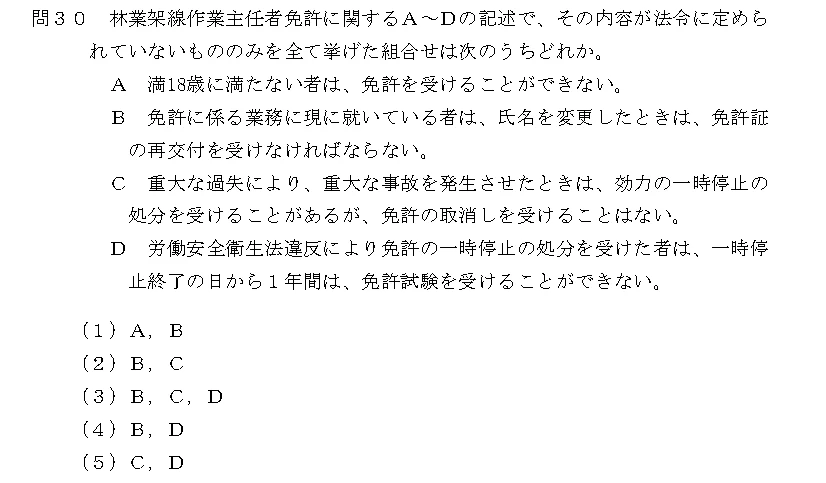 問３０　林業架線作業主任者免許に関するＡ～Ｄの記述で、その内容が法令に定めら
れていないもののみを全て挙げた組合せは次のうちどれか。
Ａ　満18歳に満たない者は、免許を受けることができない。
Ｂ　免許に係る業務に現に就いている者は、氏名を変更したときは、免許証
の再交付を受けなければならない。
Ｃ　重大な過失により、重大な事故を発生させたときは、効力の一時停止の
処分を受けることがあるが、免許の取消しを受けることはない。
Ｄ　労働安全衛生法違反により免許の一時停止の処分を受けた者は、一時停
止終了の日から１年間は、免許試験を受けることができない。
（１）Ａ，Ｂ
（２）Ｂ，Ｃ
（３）Ｂ，Ｃ，Ｄ
（４）Ｂ，Ｄ
（５）Ｃ，Ｄ